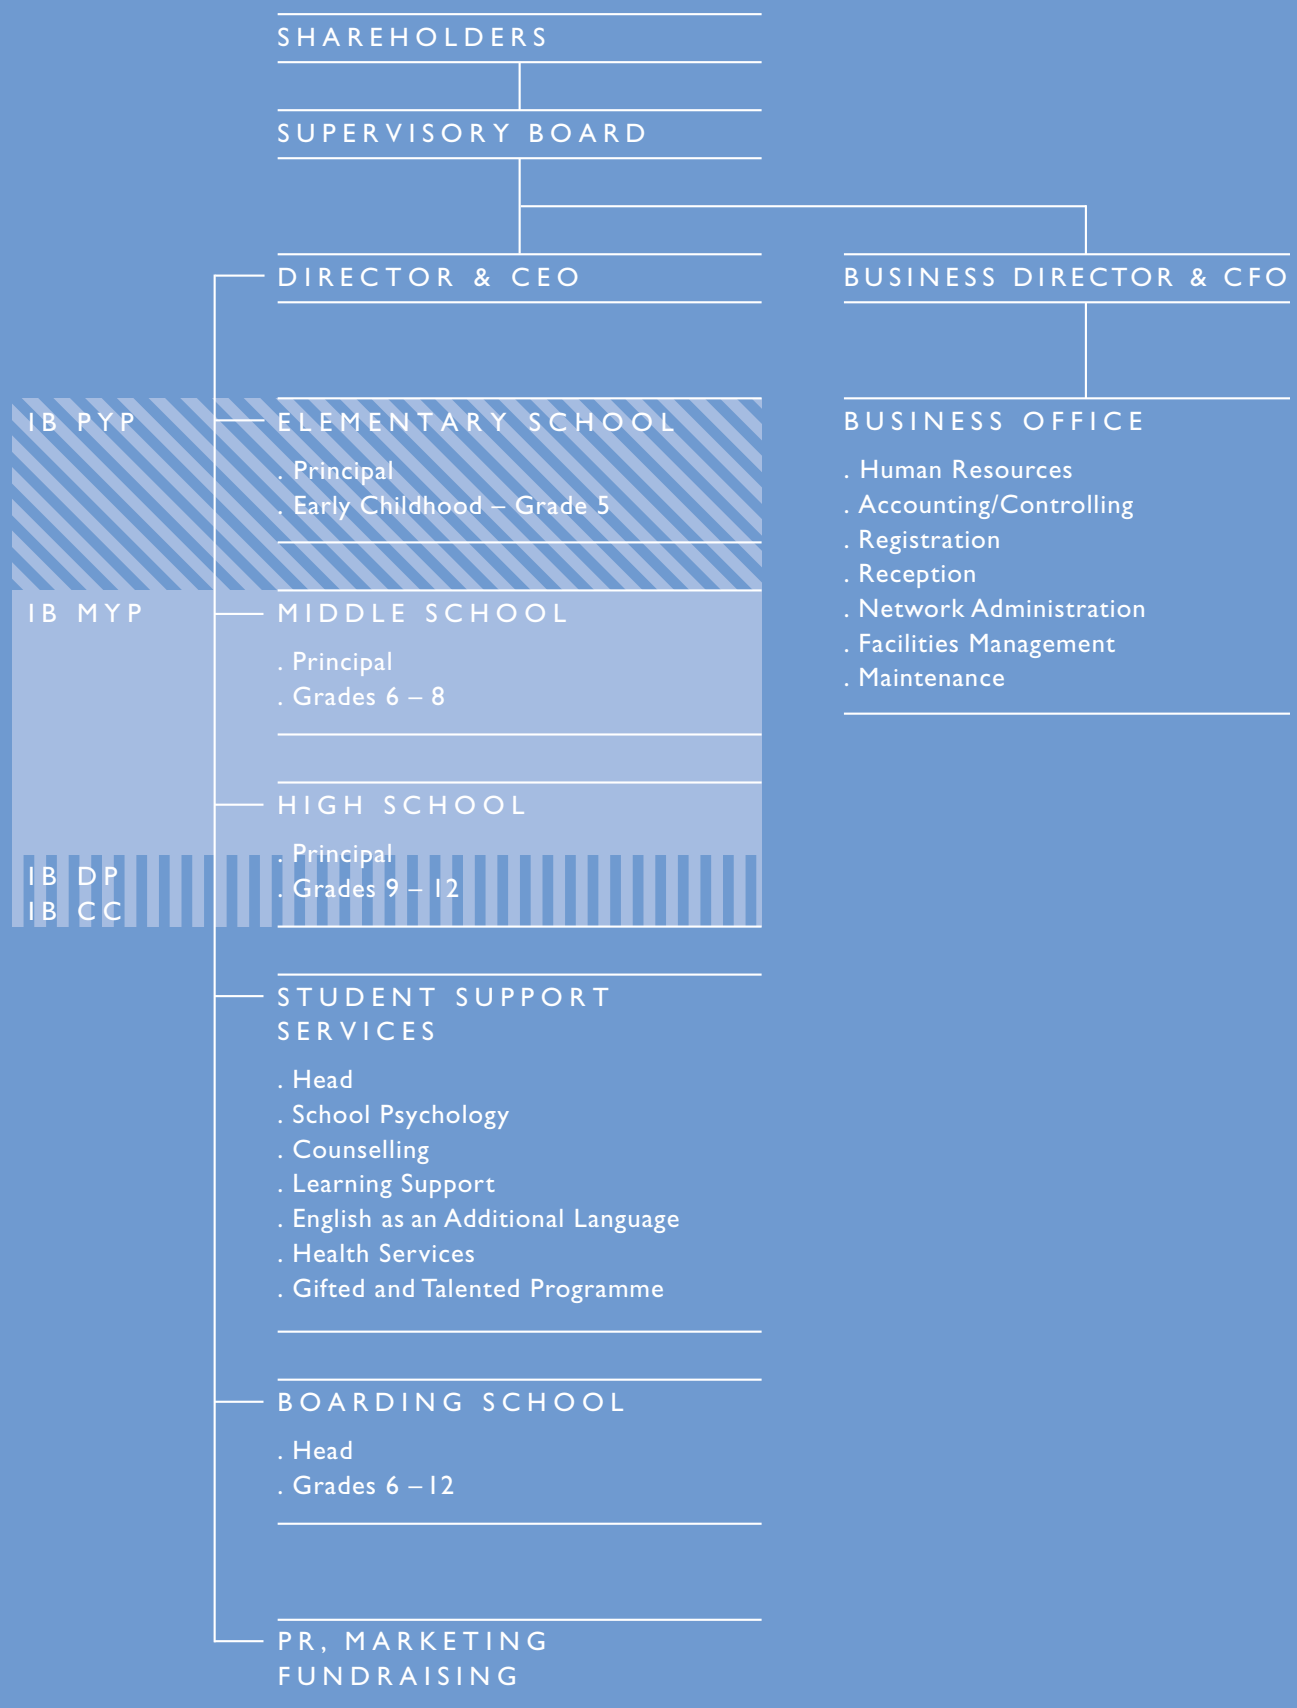 SHAREHOLDERS
SUPERVISORY BOARD
DIRECTOR & CEO
BUSINESS DIRECTOR & CFO
IB PYP
ELEMENTARY SCHOOL
. Principal
. Early Childhood – Grade 5
IB MYP
MIDDLE SCHOOL
. Principal
. Grades 6 – 8
HIGH SCHOOL
. Principal
. Grades 9 – 12
IB DP
IB CC
STUDENT SUPPORT
SERVICES
. Head
. School Psychology
. Counselling
. Learning Support
. English as an Additional Language
. Health Services
. Gifted and Talented Programme
BOARDING SCHOOL
. Head
. Grades 6 – 12
PR, MARKETING
FUNDRAISING
BUSINESS OFFICE
. Human Resources
. Accounting/Controlling
. Registration
. Reception
. Network Administration
. Facilities Management
. Maintenance